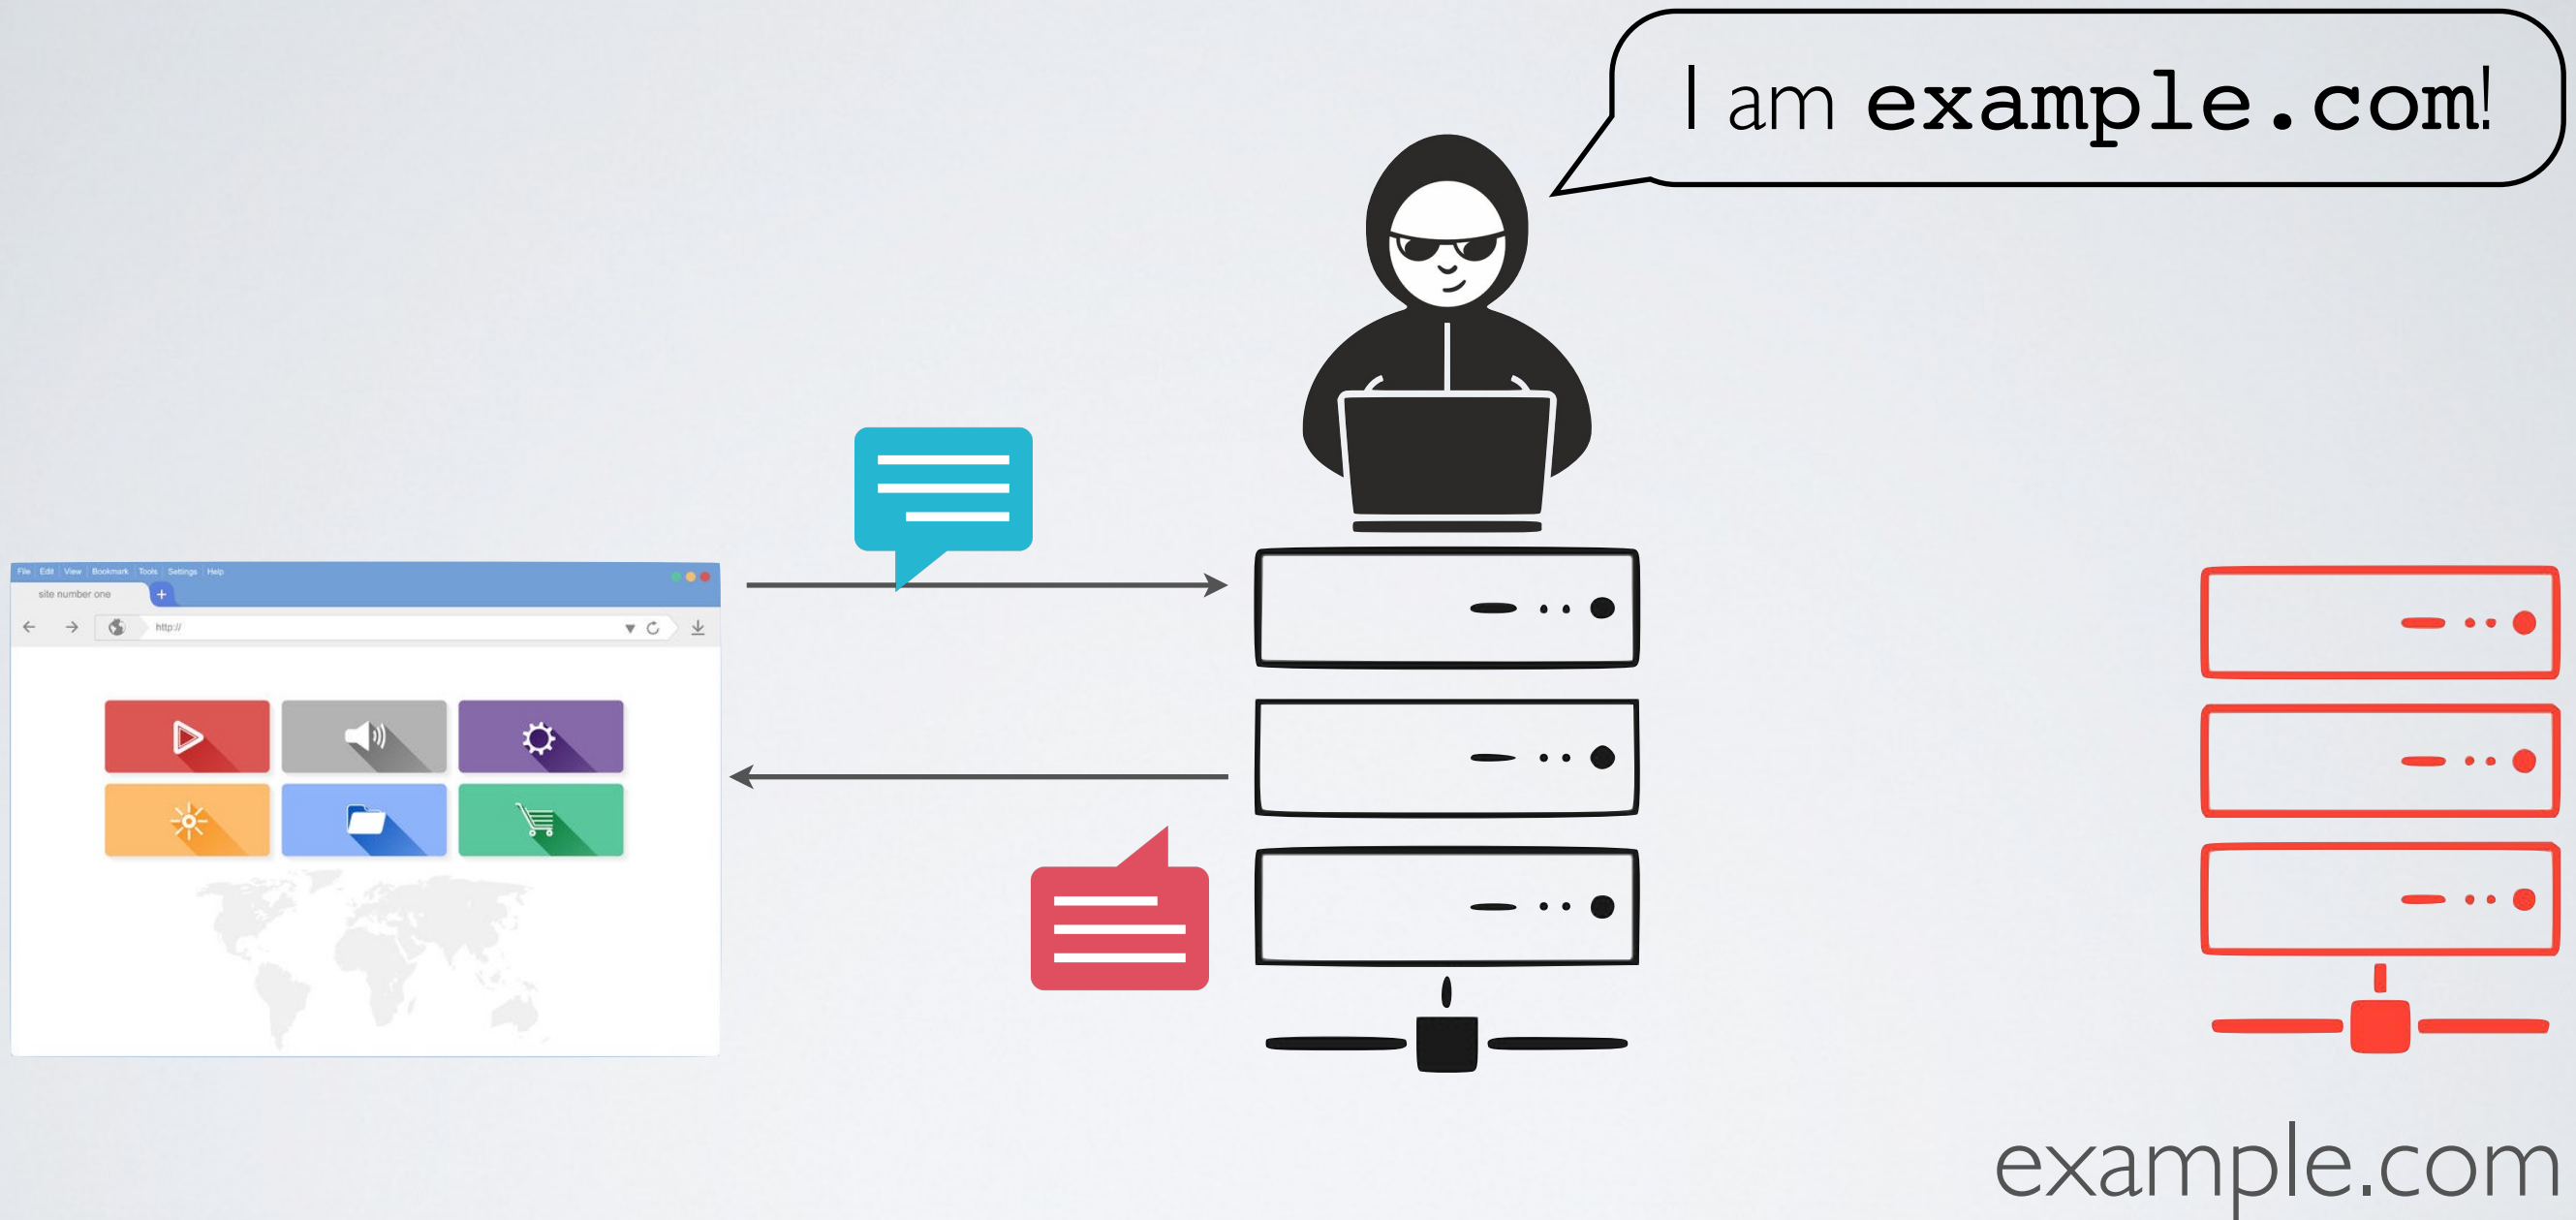 I am example.com!
File Edit View Bookmark Tools Settings Help
site number one
http://
example.com